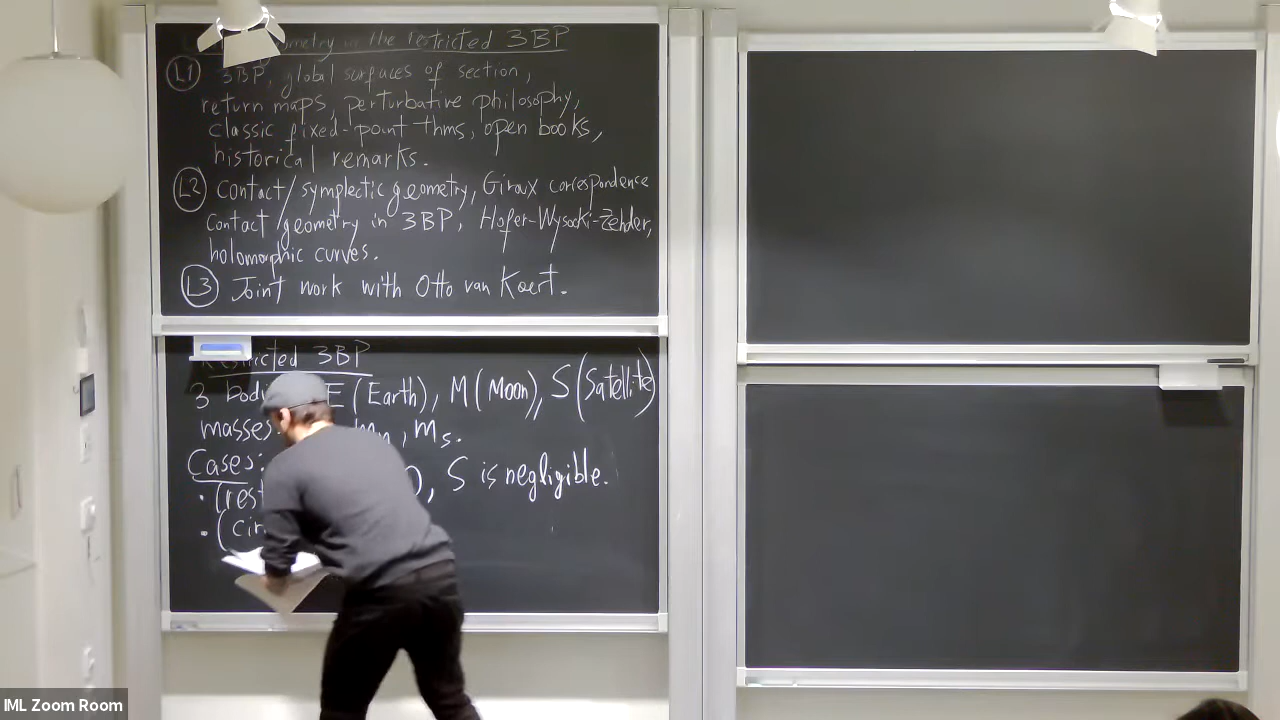 in the restricted 3BP
L1 3BP, global surfaces of section,
return maps, perturbative philosophy,
classic fixed-point thms, open books,
historical remarks.
L2 Contact/symplectic geometry, Giroux correspondence
Contact geometry in 3BP, Hofer-Wysocki-Zehnder,
holomorphic curves.
L3 Joint work with Otto van Koert.
Restricted 3BP
3 E (Earth), M (Moon), S (Satellite)
masses: , ms.
Cases:
S is negligible.
IML Zoom Room